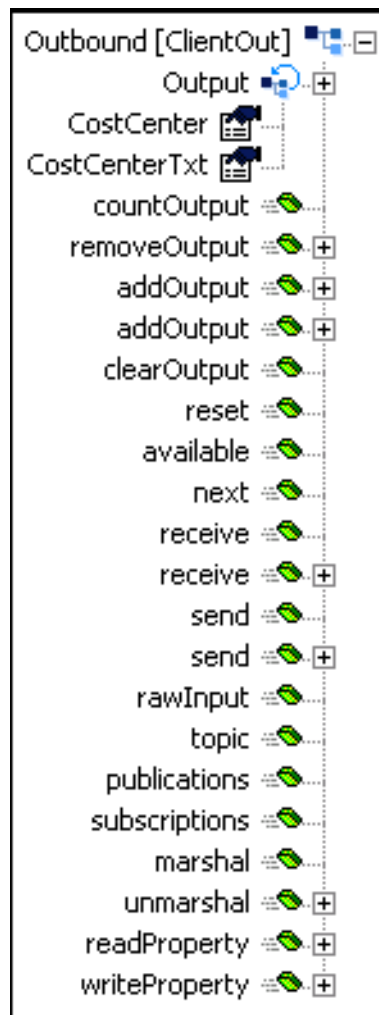 Outbound [ClientOut]
Output
CostCenter
CostCenterTxt
countOutput
removeOutput
addOutput
addOutput
clearOutput
reset
available
next
receive
receive
send
send
rawInput
topic
publications
subscriptions
marshal
unmarshal
readProperty
writeProperty